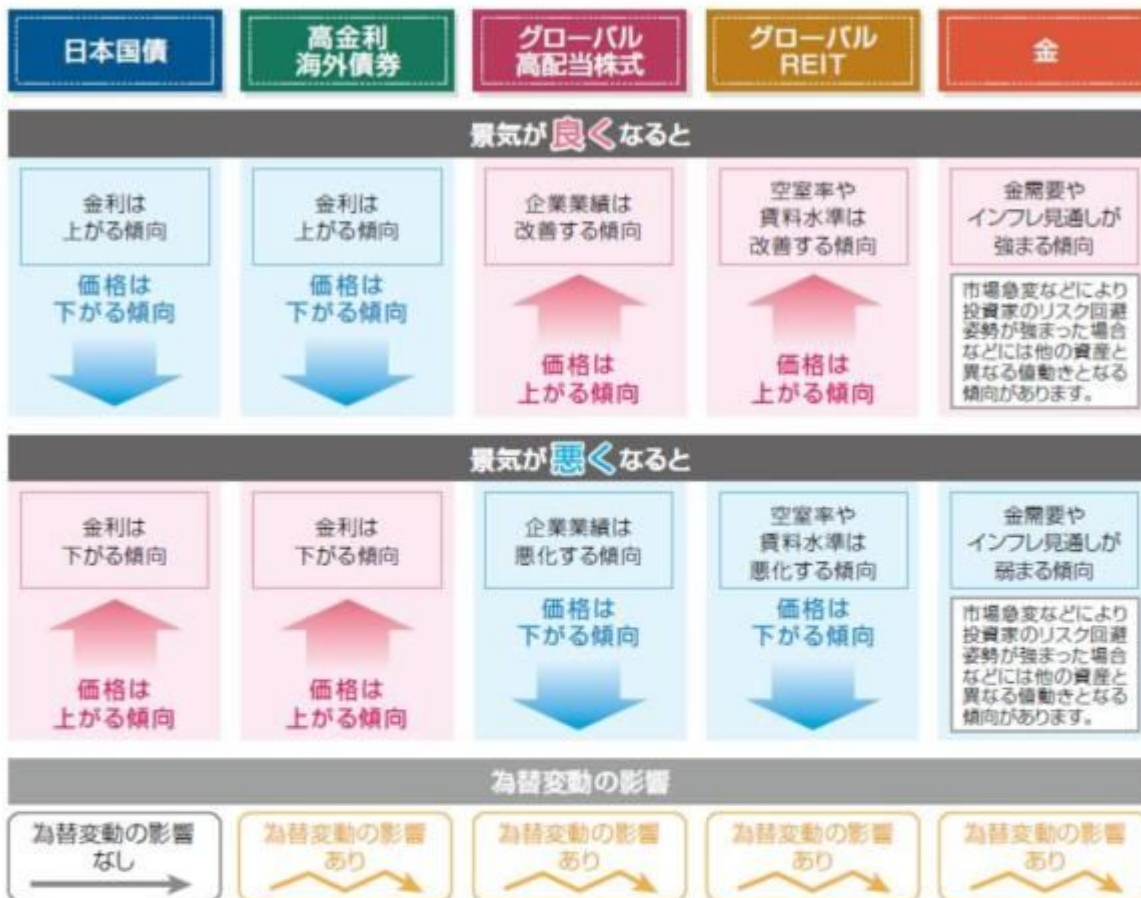 日本国債
高金利
海外債券
グローバル
高配当株式
グローバル
REIT
金
景気が良くなると
金利は
上がる傾向
価格は
下がる傾向
金利は
上がる傾向
価格は
下がる傾向
企業業績は
改善する傾向
価格は
上がる傾向
空室率や
賃料水準は
改善する傾向
価格は
上がる傾向
金需要や
インフレ見通しが
強まる傾向
市場急変などにより
投資家のリスク回避
姿勢が強まった場合
などには他の資産と
異なる値動きとなる
傾向があります。
景気が悪くなると
金利は
下がる傾向
価格は
上がる傾向
金利は
下がる傾向
価格は
上がる傾向
企業業績は
悪化する傾向
価格は
下がる傾向
空室率や
賃料水準は
悪化する傾向
価格は
下がる傾向
金需要や
インフレ見通しが
弱まる傾向
市場急変などにより
投資家のリスク回避
姿勢が強まった場合
などには他の資産と
異なる値動きとなる
傾向があります。
為替変動の影響
為替変動の影響
なし
為替変動の影響
あり
為替変動の影響
あり
為替変動の影響
あり
為替変動の影響
あり